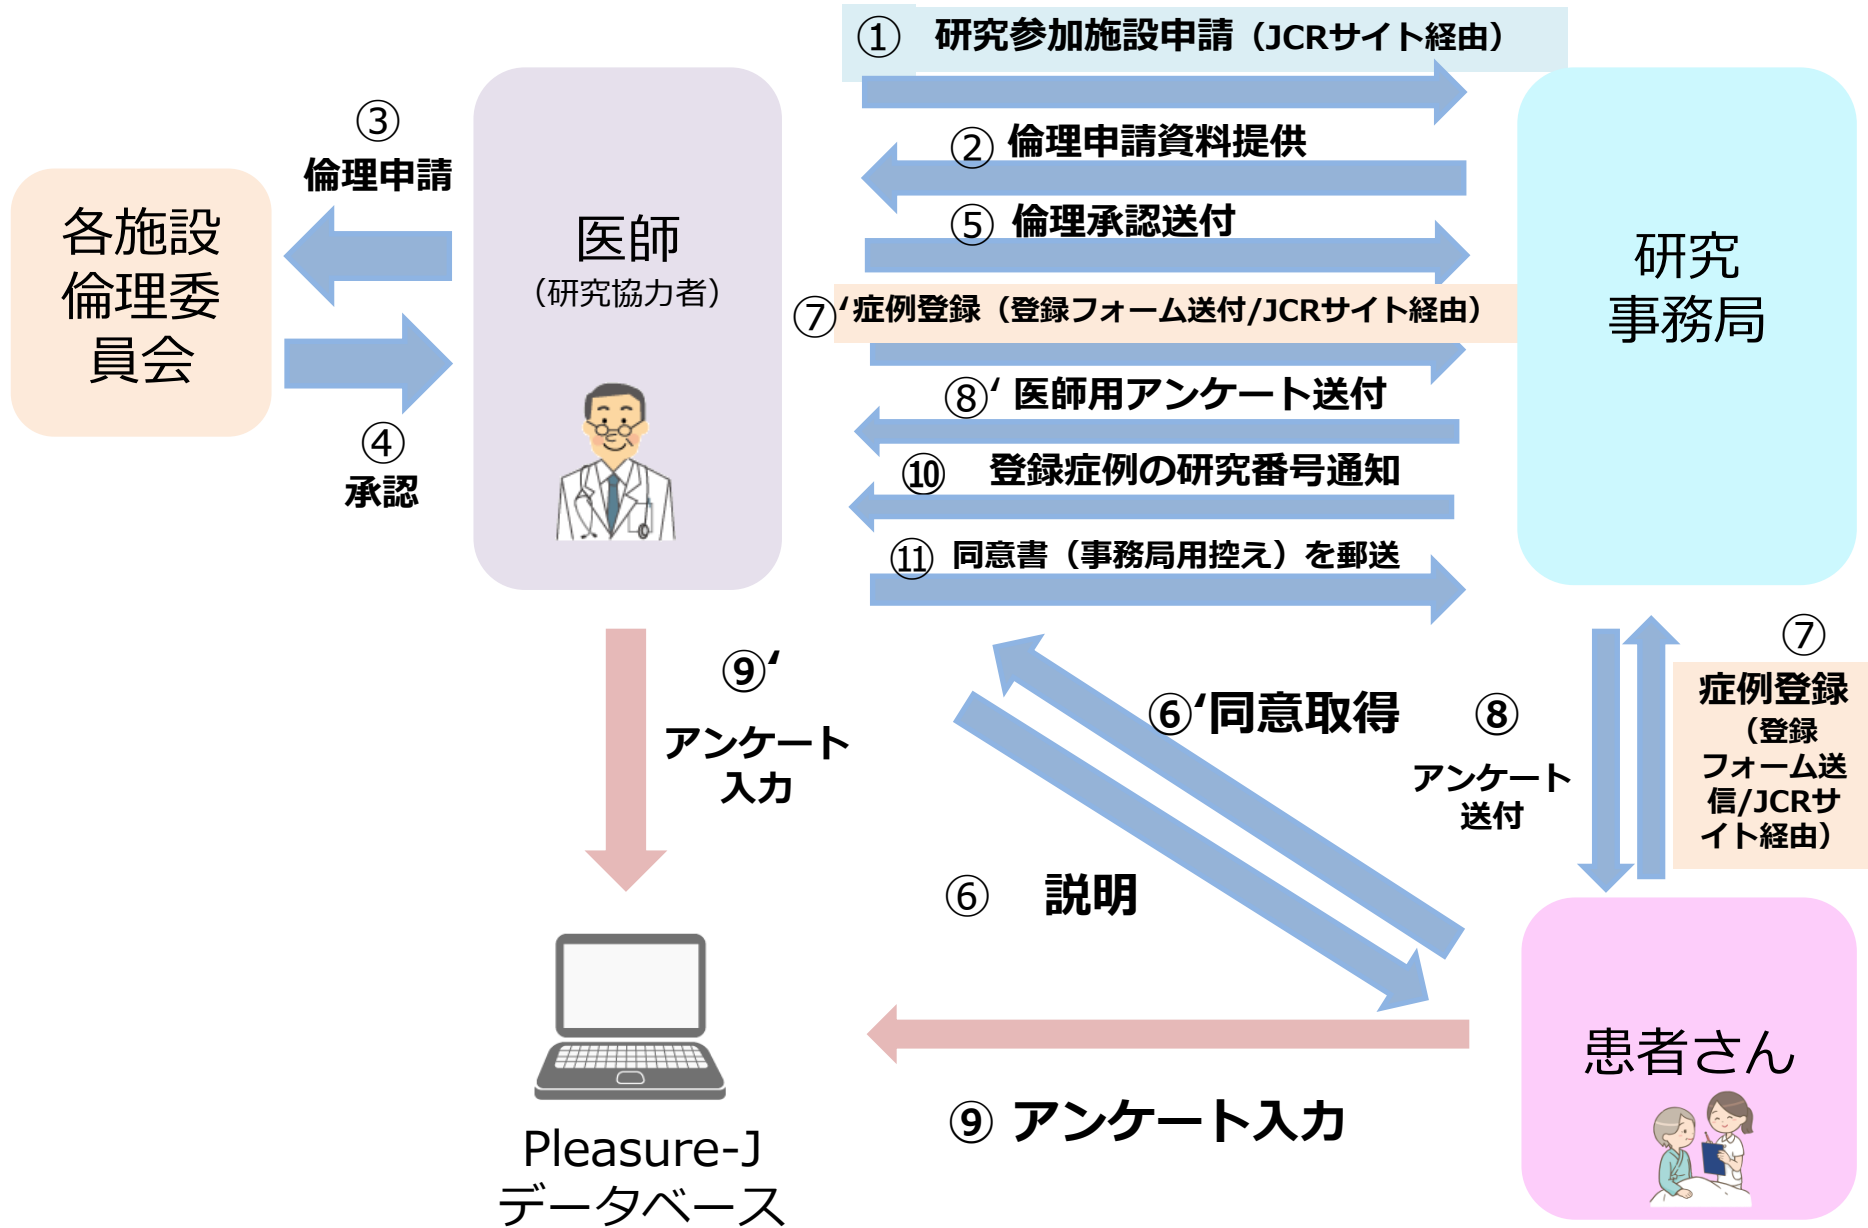 ① 研究参加施設申請（JCRサイト経由）
③
倫理申請
② 倫理申請資料提供
各施設
倫理委
員会
医師
（研究協力者）
⑤ 倫理承認送付
研究
事務局
⑦‘症例登録（登録フォーム送付/JCRサイト経由）
⑧‘ 医師用アンケート送付
④
承認
⑩ 登録症例の研究番号通知
⑪ 同意書（事務局用控え）を郵送
⑨‘
アンケート
入力
⑥‘同意取得
⑧
アンケート
送付
⑦
症例登録
（登録
フォーム送
信/JCRサ
イト経由）
⑥ 説明
患者さん
⑨ アンケート入力
Pleasure-J
データベース